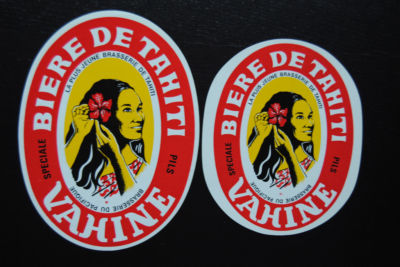 BIERE DE TAHITI
LA PLUS JEUNE BRASSERIE DE TAHITI
SPECIALE
PILS
BRASSERIE DU PACIFIQUE
VAHINE
BIERE DE TAHITI
LA PLUS JEUNE BRASSERIE DE TAHITI
SPECIALE
PILS
BRASSERIE DU PACIFIQUE
VAHINE